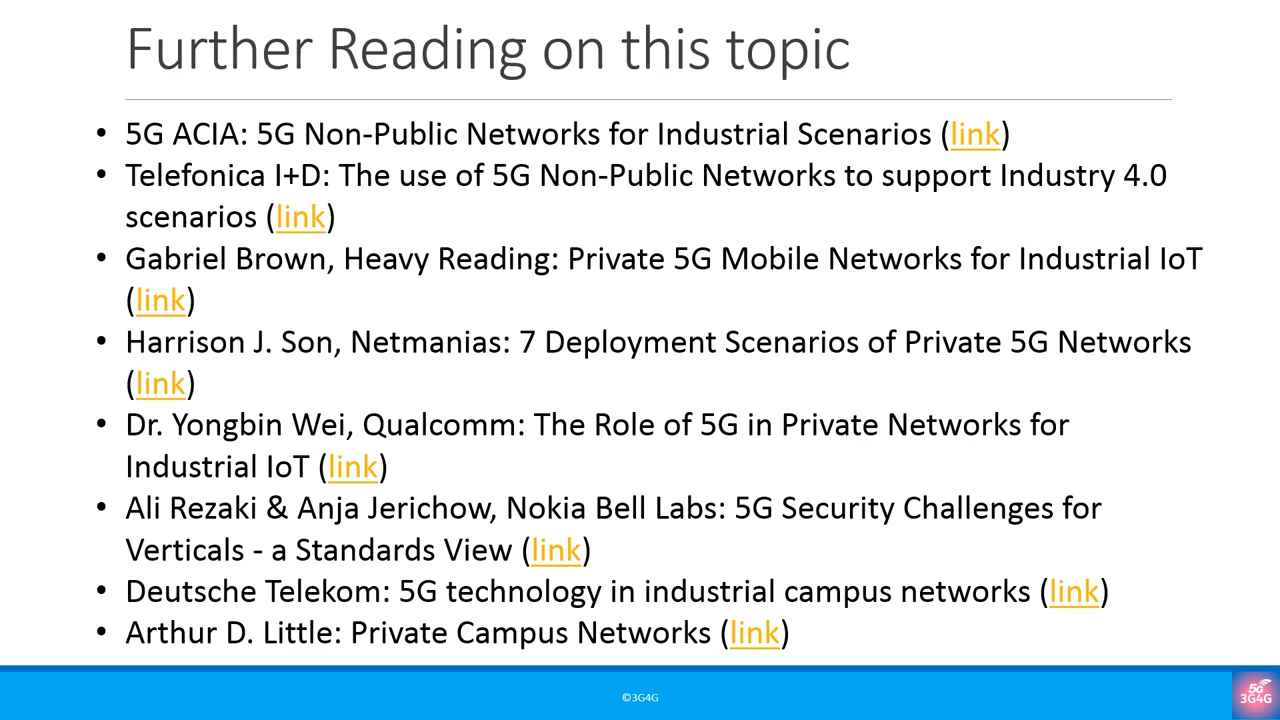 Further Reading on this topic
• 5G ACIA: 5G Non-Public Networks for Industrial Scenarios (link)
• Telefonica I+D: The use of 5G Non-Public Networks to support Industry 4.0
scenarios (link)
• Gabriel Brown, Heavy Reading: Private 5G Mobile Networks for Industrial IoT
(link)
• Harrison J. Son, Netmanias: 7 Deployment Scenarios of Private 5G Networks
(link)
• Dr. Yongbin Wei, Qualcomm: The Role of 5G in Private Networks for
Industrial IoT (link)
• Ali Rezaki & Anja Jerichow, Nokia Bell Labs: 5G Security Challenges for
Verticals - a Standards View (link)
• Deutsche Telekom: 5G technology in industrial campus networks (link)
• Arthur D. Little: Private Campus Networks (link)
©3G4G
5G
3G4G